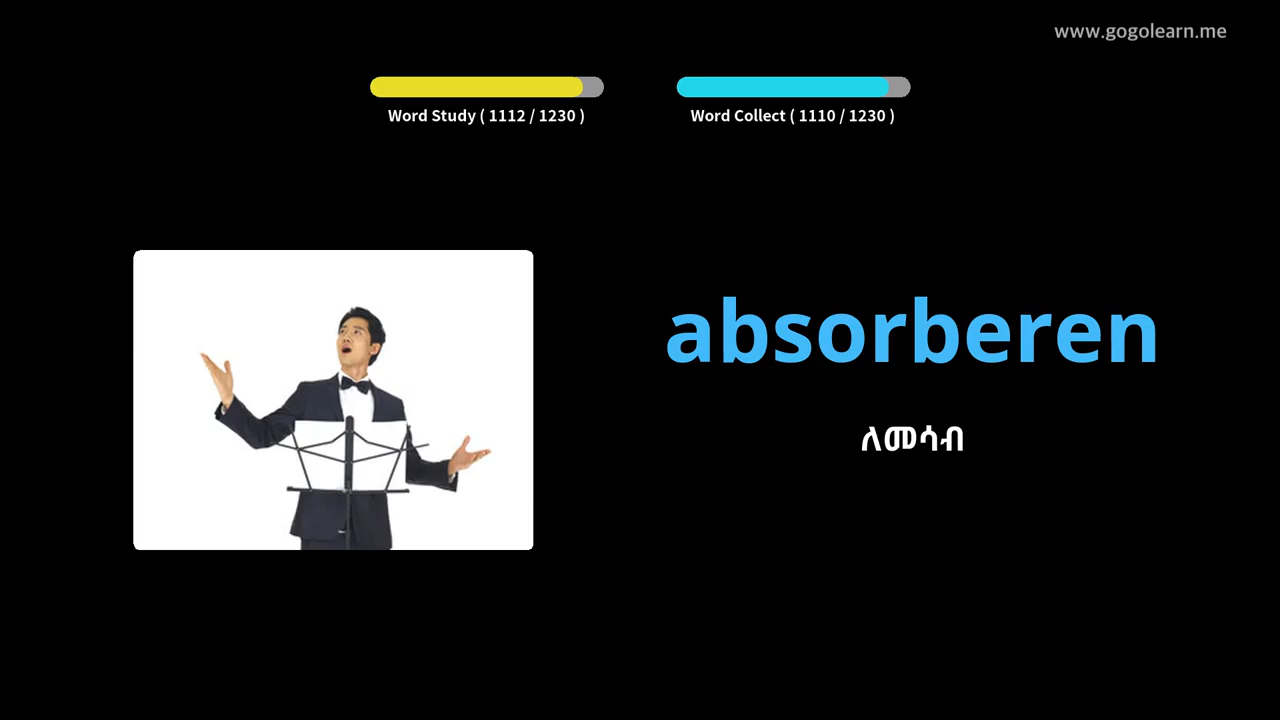 www.gogolearn.me
Word Study ( 1112 / 1230 )
Word Collect ( 1110 / 1230 )
absorberen
ለመሳብ